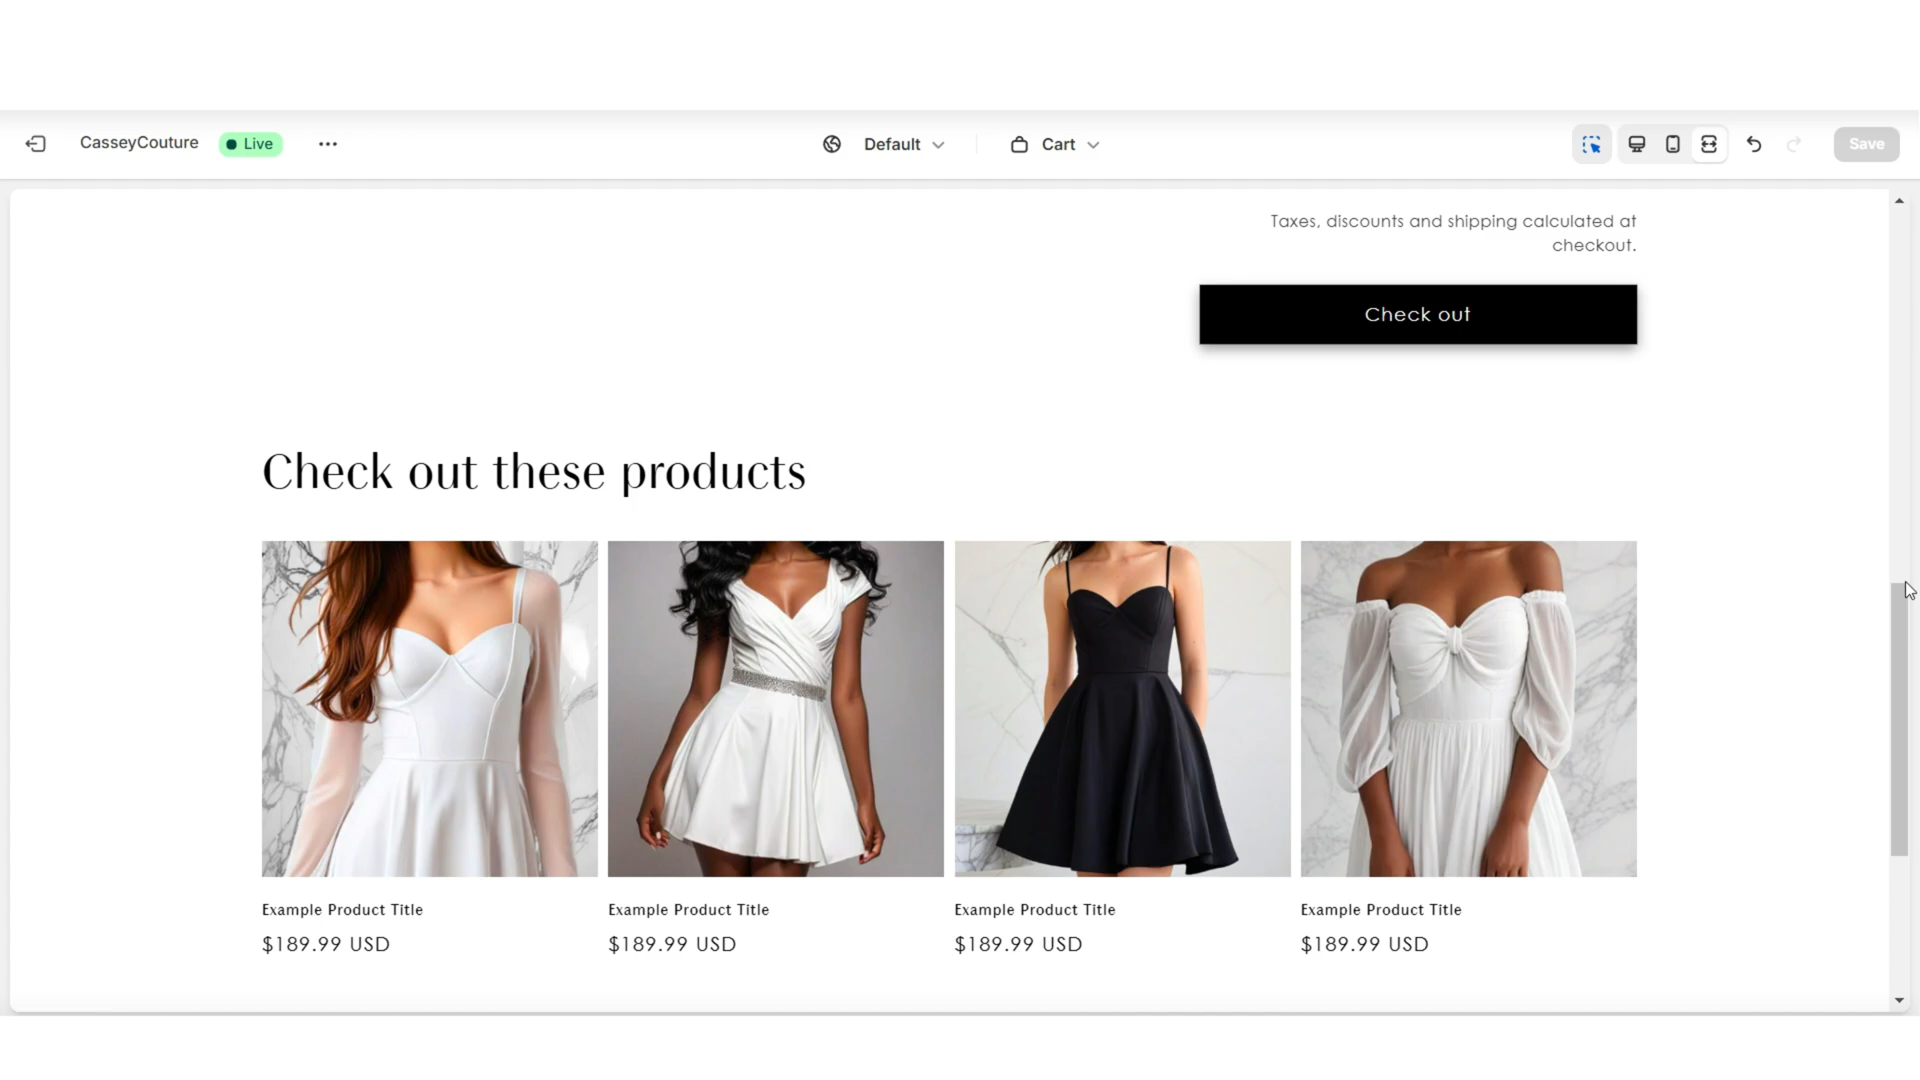 CasseyCouture
Live
Default
Cart
Save
Taxes, discounts and shipping calculated at
checkout.
Check out
Check out these products
Example Product Title
$189.99 USD
Example Product Title
$189.99 USD
Example Product Title
$189.99 USD
Example Product Title
$189.99 USD